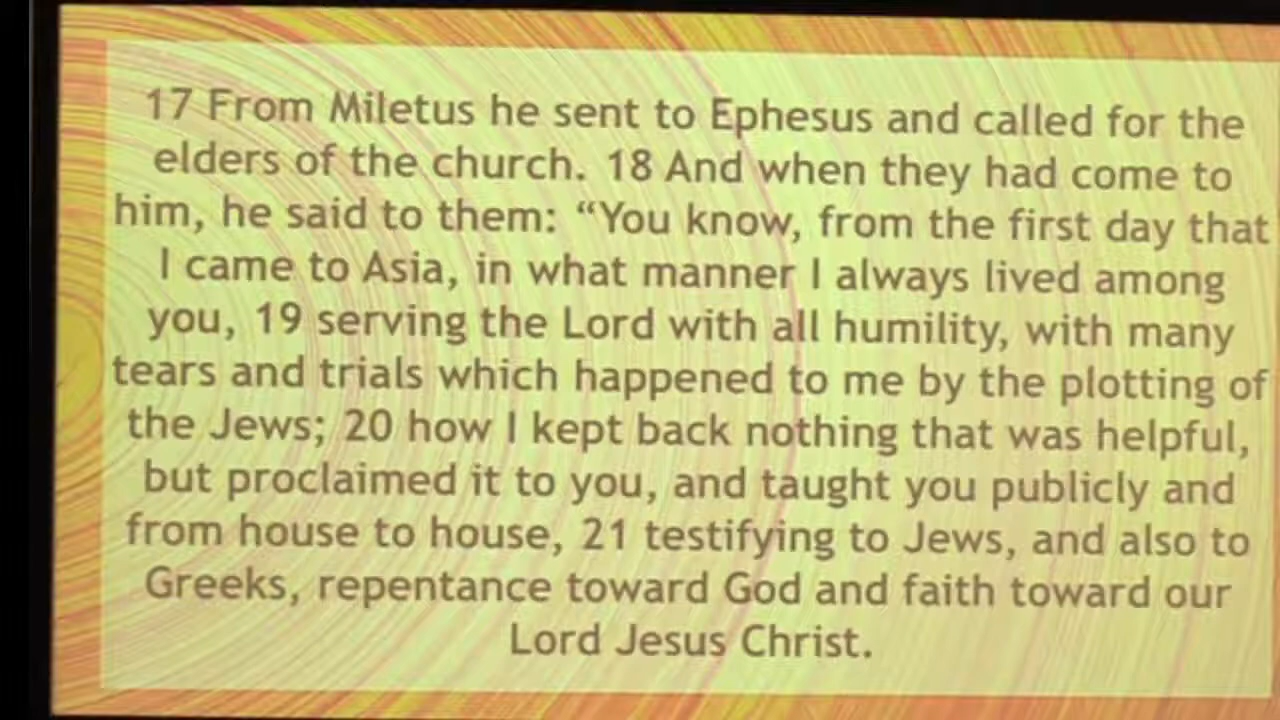 17 From Miletus he sent to Ephesus and called for the
elders of the church. 18 And when they had come to
him, he said to them: “You know, from the first day that
I came to Asia, in what manner I always lived among
you, 19 serving the Lord with all humility, with many
tears and trials which happened to me by the plotting of
the Jews; 20 how I kept back nothing that was helpful,
but proclaimed it to you, and taught you publicly and
from house to house, 21 testifying to Jews, and also to
Greeks, repentance toward God and faith toward our
Lord Jesus Christ.